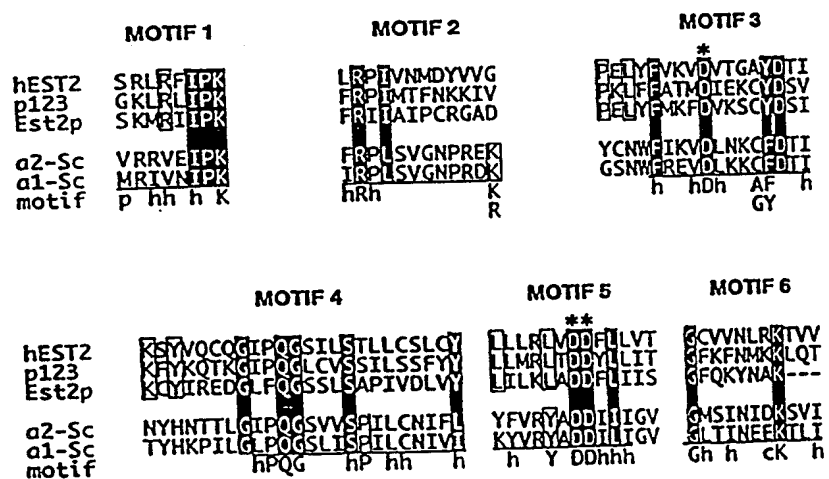 MOTIF 1 MOTIF 2 MOTIF 3
*
hEST2 SRLRFIPK LRPIVNMDYVVG PELYFVKVDVTGAYDTI
p123 GKLRLIPK FRPIMTFNKKIV PKLFFATMDIEKCYDSV
Est2p SKMRIIPK FRIIAIPCRGAD PELYFMKFDVKSCYDSI
a2-Sc VRRVEIPK FRPLSVGNPREK YCNWFIKVDLNKCFDTI
a1-Sc MRIVNIPK IRPLSVGNPRDK GSNWFREVDLKKCFDTI
motif p hh h K hRh K h hDh AF h
R GY
MOTIF 4 MOTIF 5 MOTIF 6
**
hEST2 KSYVQCQGIPQGSILSTLLCSLCY LLLRLVDDFLLVT GCVVNLRKTVV
p123 KFYKQTKGIPQGLCVSSILSSFYY LLMRLTDDYLLIT GFKFNMKKLQT
Est2p KCYIREDGLFQGSSLSAPIVDLVY LILKLADDFLIIS GFQKYNAK---
a2-Sc NYHNTTLGIPQGSVVSPILCNIFL YFVRYADDIIIGV GMSINIDKSVI
a1-Sc TYHKPILGLPQGSLISPILCNIVI KYVRYADDILIGV GLTINEEKTLI
motif hPQG hP hh h h Y DDhhh Gh h cK h